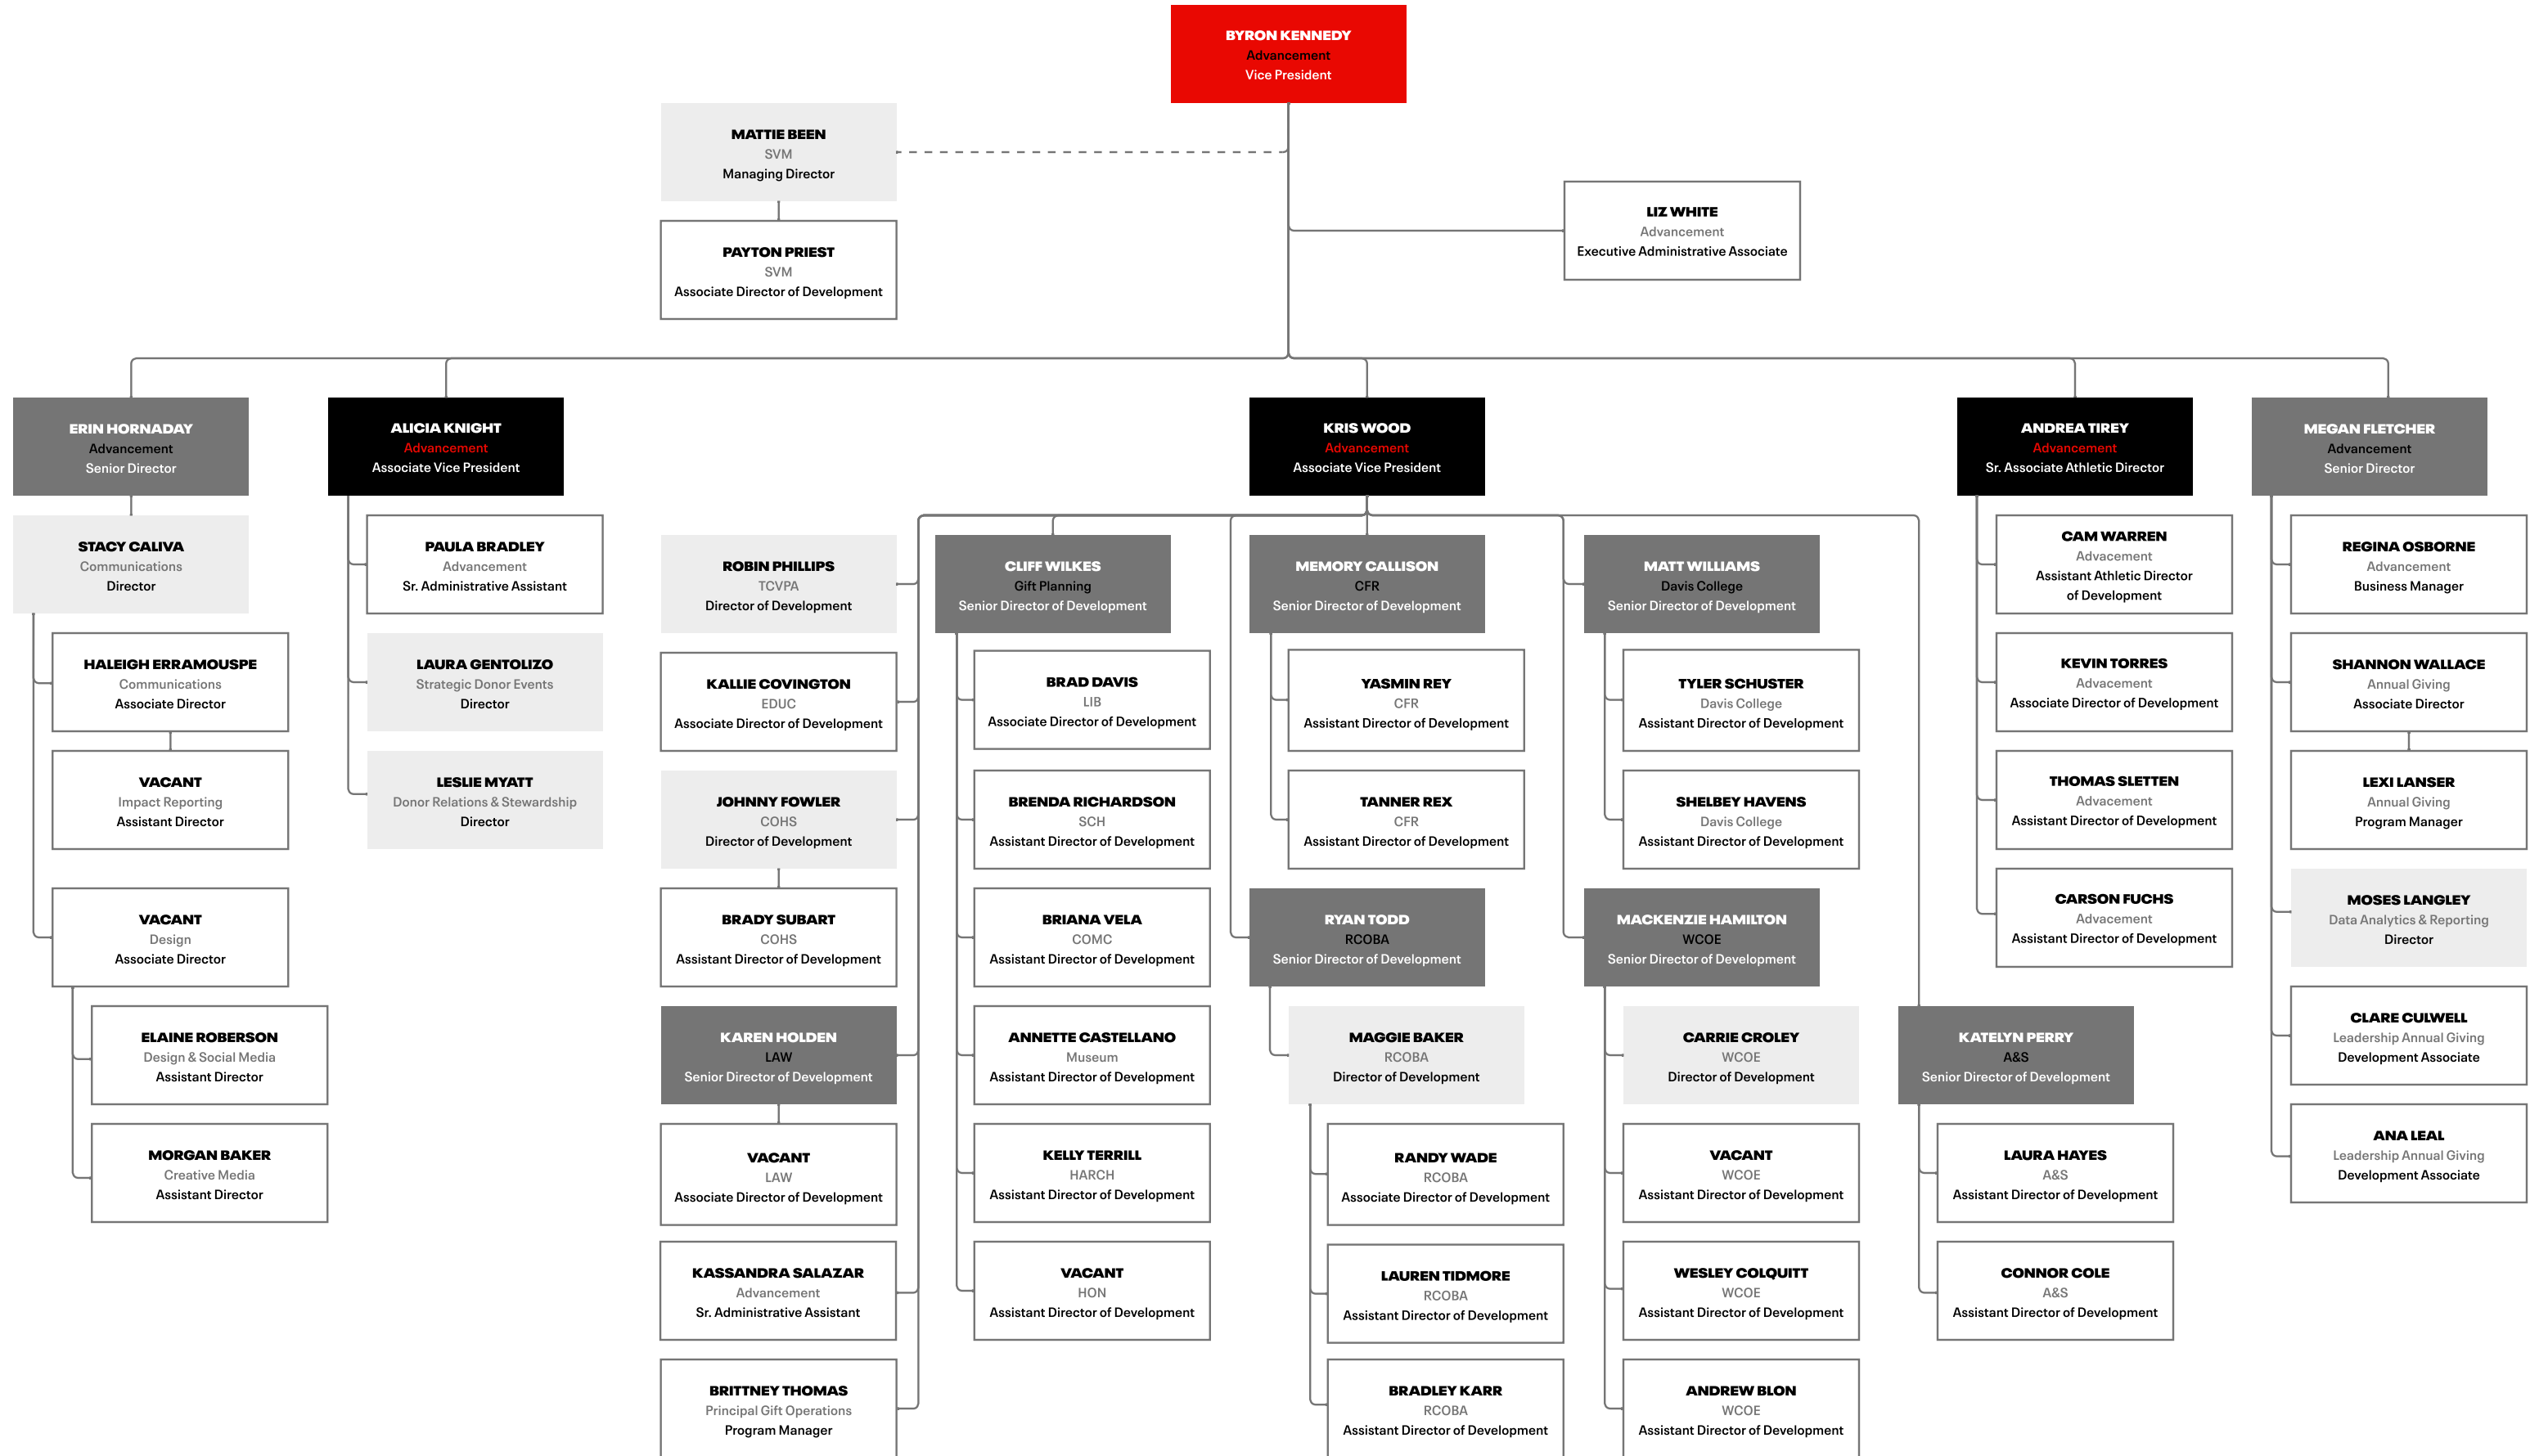 BYRON KENNEDY
Advancement
Vice President
MATTIE BEEN
SVM
Managing Director
PAYTON PRIEST
SVM
Associate Director of Development
LIZ WHITE
Advancement
Executive Administrative Associate
ERIN HORNADAY
Advancement
Senior Director
STACY CALIVA
Communications
Director
HALEIGH ERRAMOUSPE
Communications
Associate Director
VACANT
Impact Reporting
Assistant Director
VACANT
Design
Associate Director
ELAINE ROBERSON
Design & Social Media
Assistant Director
MORGAN BAKER
Creative Media
Assistant Director
ALICIA KNIGHT
Advancement
Associate Vice President
PAULA BRADLEY
Advancement
Sr. Administrative Assistant
LAURA GENTOLIZO
Strategic Donor Events
Director
LESLIE MYATT
Donor Relations & Stewardship
Director
KRIS WOOD
Advancement
Associate Vice President
ROBIN PHILLIPS
TCVPA
Director of Development
KALLIE COVINGTON
EDUC
Associate Director of Development
JOHNNY FOWLER
COHS
Director of Development
BRADY SUBART
COHS
Assistant Director of Development
KAREN HOLDEN
LAW
Senior Director of Development
VACANT
LAW
Associate Director of Development
KASSANDRA SALAZAR
Advancement
Sr. Administrative Assistant
BRITTNEY THOMAS
Principal Gift Operations
Program Manager
CLIFF WILKES
Gift Planning
Senior Director of Development
BRAD DAVIS
LIB
Associate Director of Development
BRENDA RICHARDSON
SCH
Assistant Director of Development
BRIANA VELA
COMC
Assistant Director of Development
ANNETTE CASTELLANO
Museum
Assistant Director of Development
KELLY TERRILL
HARCH
Assistant Director of Development
VACANT
HON
Assistant Director of Development
MEMORY CALLISON
CFR
Senior Director of Development
YASMIN REY
CFR
Assistant Director of Development
TANNER REX
CFR
Assistant Director of Development
RYAN TODD
RCOBA
Senior Director of Development
MAGGIE BAKER
RCOBA
Director of Development
RANDY WADE
RCOBA
Associate Director of Development
LAUREN TIDMORE
RCOBA
Assistant Director of Development
BRADLEY KARR
RCOBA
Assistant Director of Development
MATT WILLIAMS
Davis College
Senior Director of Development
TYLER SCHUSTER
Davis College
Assistant Director of Development
SHELBEY HAVENS
Davis College
Assistant Director of Development
MACKENZIE HAMILTON
WCOE
Senior Director of Development
CARRIE CROLEY
WCOE
Director of Development
VACANT
WCOE
Assistant Director of Development
WESLEY COLQUITT
WCOE
Assistant Director of Development
ANDREW BLON
WCOE
Assistant Director of Development
KATELYN PERRY
A&S
Senior Director of Development
LAURA HAYES
A&S
Assistant Director of Development
CONNOR COLE
A&S
Assistant Director of Development
ANDREA TIREY
Advancement
Sr. Associate Athletic Director
CAM WARREN
Advacement
Assistant Athletic Director
of Development
KEVIN TORRES
Advacement
Associate Director of Development
THOMAS SLETTEN
Advacement
Assistant Director of Development
CARSON FUCHS
Advacement
Assistant Director of Development
MEGAN FLETCHER
Advancement
Senior Director
REGINA OSBORNE
Advancement
Business Manager
SHANNON WALLACE
Annual Giving
Associate Director
LEXI LANSER
Annual Giving
Program Manager
MOSES LANGLEY
Data Analytics & Reporting
Director
CLARE CULWELL
Leadership Annual Giving
Development Associate
ANA LEAL
Leadership Annual Giving
Development Associate